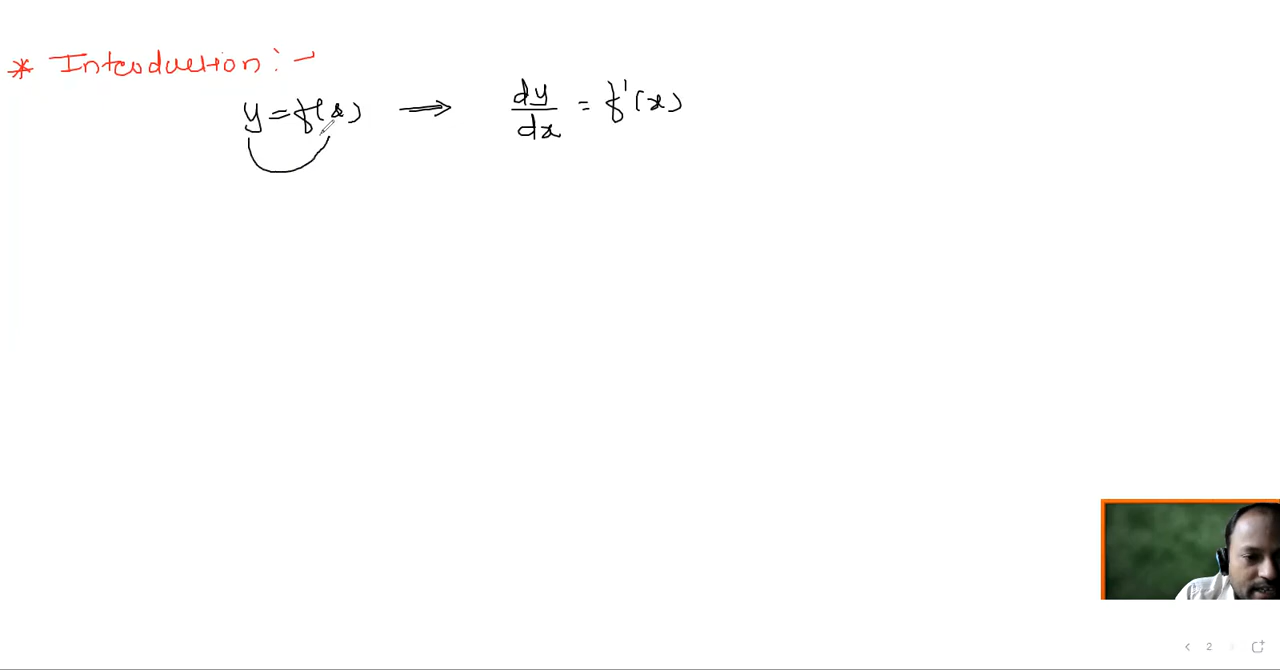 * Introduction :-
y = f(x) ⟹ dy/dx = f'(x)
< 2 >